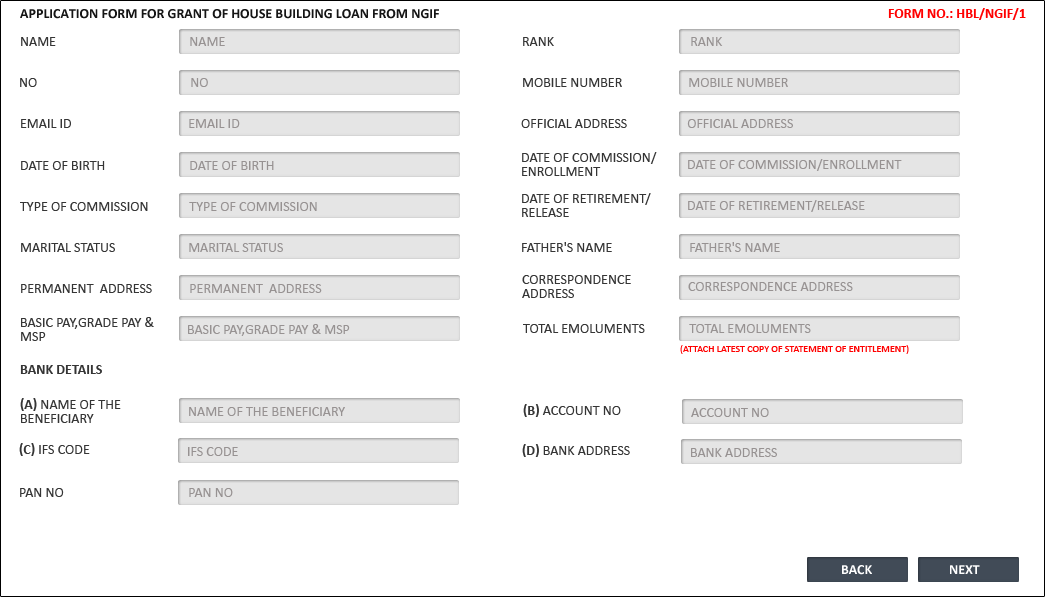 APPLICATION FORM FOR GRANT OF HOUSE BUILDING LOAN FROM NGIF
FORM NO.: HBL/NGIF/1
NAME
NAME
RANK
RANK
NO
NO
MOBILE NUMBER
MOBILE NUMBER
EMAIL ID
EMAIL ID
OFFICIAL ADDRESS
OFFICIAL ADDRESS
DATE OF BIRTH
DATE OF BIRTH
DATE OF COMMISSION/
ENROLLMENT
DATE OF COMMISSION/ENROLLMENT
TYPE OF COMMISSION
TYPE OF COMMISSION
DATE OF RETIREMENT/
RELEASE
DATE OF RETIREMENT/RELEASE
MARITAL STATUS
MARITAL STATUS
FATHER'S NAME
FATHER'S NAME
PERMANENT  ADDRESS
PERMANENT  ADDRESS
CORRESPONDENCE
ADDRESS
CORRESPONDENCE ADDRESS
BASIC PAY,GRADE PAY &
MSP
BASIC PAY,GRADE PAY & MSP
TOTAL EMOLUMENTS
TOTAL EMOLUMENTS
(ATTACH LATEST COPY OF STATEMENT OF ENTITLEMENT)
BANK DETAILS
(A) NAME OF THE
BENEFICIARY
NAME OF THE BENEFICIARY
(B) ACCOUNT NO
ACCOUNT NO
(C) IFS CODE
IFS CODE
(D) BANK ADDRESS
BANK ADDRESS
PAN NO
PAN NO
BACK
NEXT